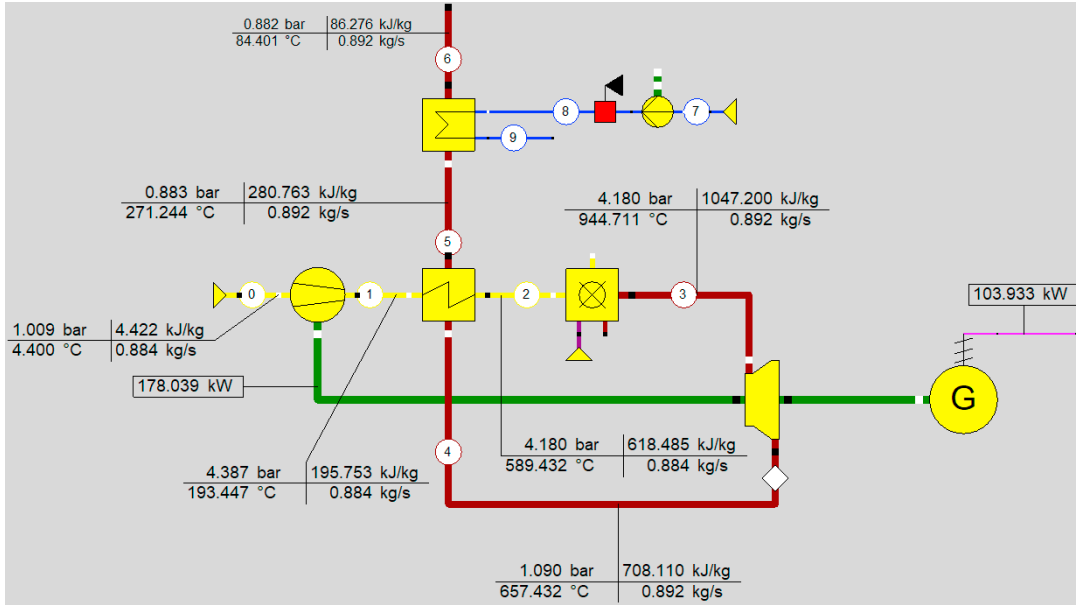 0.882 bar 86.276 kJ/kg
84.401 °C 0.892 kg/s
6
8
7
9
0.883 bar 280.763 kJ/kg
271.244 °C 0.892 kg/s
4.180 bar 1047.200 kJ/kg
944.711 °C 0.892 kg/s
5
0
1
2
3
103.933 kW
1.009 bar 4.422 kJ/kg
4.400 °C 0.884 kg/s
178.039 kW
G
4
4.180 bar 618.485 kJ/kg
589.432 °C 0.884 kg/s
4.387 bar 195.753 kJ/kg
193.447 °C 0.884 kg/s
1.090 bar 708.110 kJ/kg
657.432 °C 0.892 kg/s